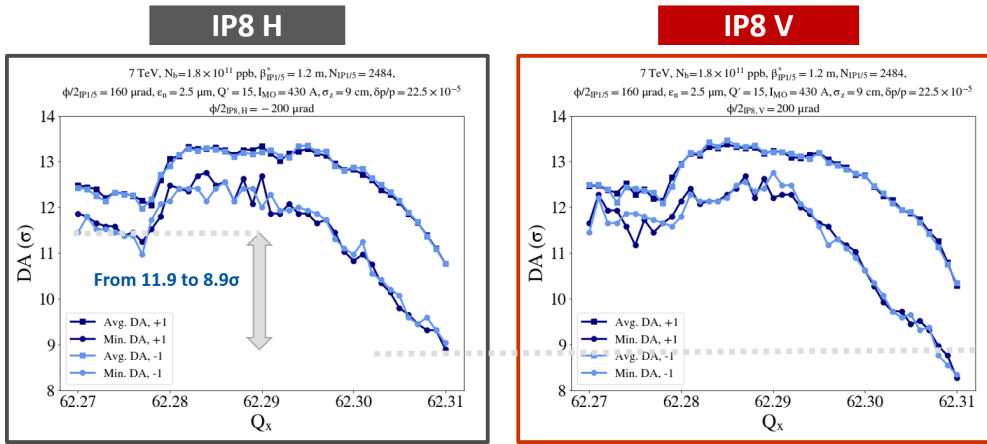 IP8 H
7 TeV, N_b=1.8×10¹¹ ppb, β*_IP1/5=1.2 m, N_IP1/5=2484,
ϕ/2_IP1/5=160 μrad, ε_n=2.5 μm, Q′=15, I_MO=430 A, σ_z=9 cm, δp/p=22.5×10⁻⁵
ϕ/2_IP8,H=−200 μrad
14
13
12
11
10
9
8
DA (σ)
From 11.9 to 8.9σ
Avg. DA, +1
Min. DA, +1
Avg. DA, -1
Min. DA, -1
62.27 62.28 62.29 62.30 62.31
Q_x
IP8 V
7 TeV, N_b=1.8×10¹¹ ppb, β*_IP1/5=1.2 m, N_IP1/5=2484,
ϕ/2_IP1/5=160 μrad, ε_n=2.5 μm, Q′=15, I_MO=430 A, σ_z=9 cm, δp/p=22.5×10⁻⁵
ϕ/2_IP8,V=200 μrad
14
13
12
11
10
9
8
DA (σ)
Avg. DA, +1
Min. DA, +1
Avg. DA, -1
Min. DA, -1
62.27 62.28 62.29 62.30 62.31
Q_x